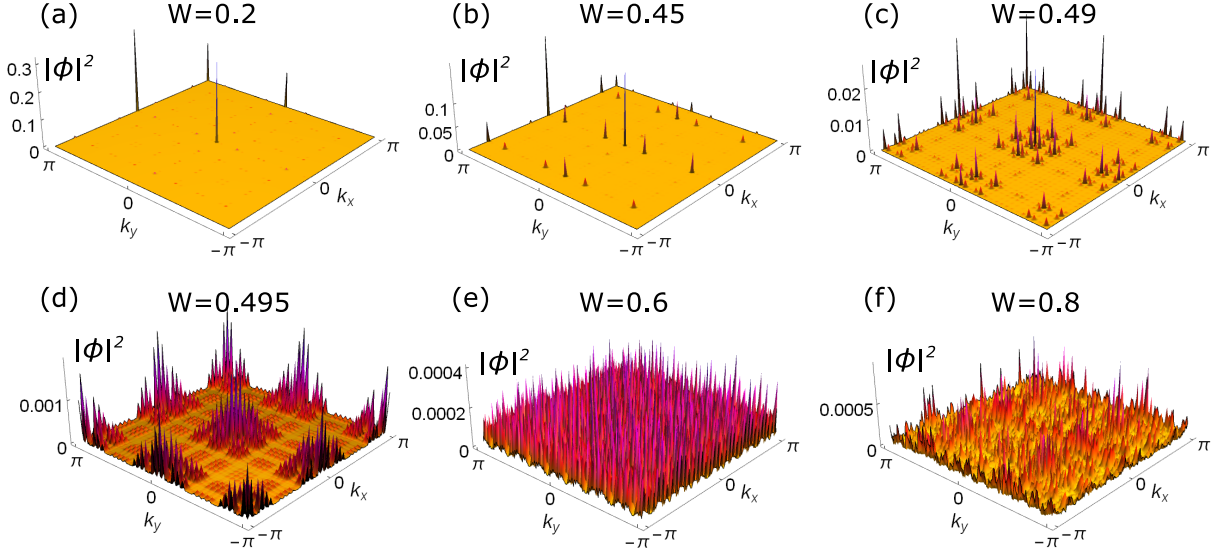 (a) W=0.2
|ϕ|²
0.3
0.2
0.1
0
π
0
k_y
-π
-π
0
k_x
π
(b) W=0.45
|ϕ|²
0.1
0.05
0
π
0
k_y
-π
-π
0
k_x
π
(c) W=0.49
|ϕ|²
0.02
0.01
0
π
0
k_y
-π
-π
0
k_x
π
(d) W=0.495
|ϕ|²
0.001
0
π
0
k_y
-π
-π
0
k_x
π
(e) W=0.6
|ϕ|²
0.0004
0.0002
0
π
0
k_y
-π
-π
0
k_x
π
(f) W=0.8
|ϕ|²
0.0005
0
π
0
k_y
-π
-π
0
k_x
π